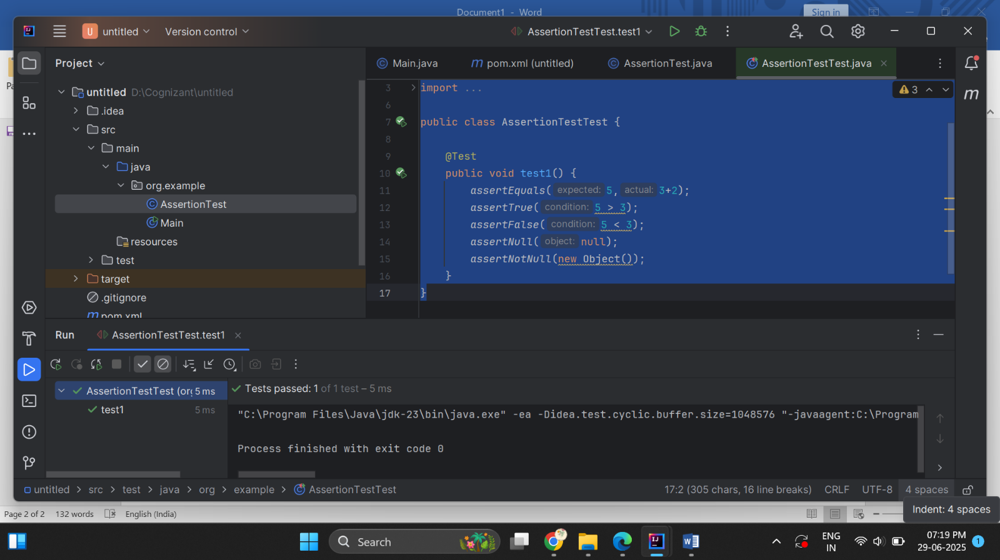 Document1 - Word
Sign in
U untitled Version control AssertionTestTest.test1
Project
Main.java pom.xml (untitled) AssertionTest.java AssertionTestTest.java
untitled D:\Cognizant\untitled
.idea
src
main
java
org.example
AssertionTest
Main
resources
test
target
.gitignore
pom.xml
3 import ...
3
6
7 public class AssertionTestTest {
8
9 @Test
10 public void test1() {
11 assertEquals( expected: 5, actual: 3+2);
12 assertTrue( condition: 5 > 3);
13 assertFalse( condition: 5 < 3);
14 assertNull( object: null);
15 assertNotNull(new Object());
16 }
17 }
Run AssertionTestTest.test1
AssertionTestTest (org 5 ms
test1 5 ms
Tests passed: 1 of 1 test – 5 ms
"C:\Program Files\Java\jdk-23\bin\java.exe" -ea -Didea.test.cyclic.buffer.size=1048576 "-javaagent:C:\Program
Process finished with exit code 0
untitled > src > test > java > org > example > AssertionTestTest
17:2 (305 chars, 16 line breaks) CRLF UTF-8 4 spaces
Indent: 4 spaces
Page 2 of 2 132 words English (India)
Search
ENG
IN
07:19 PM
29-06-2025
1